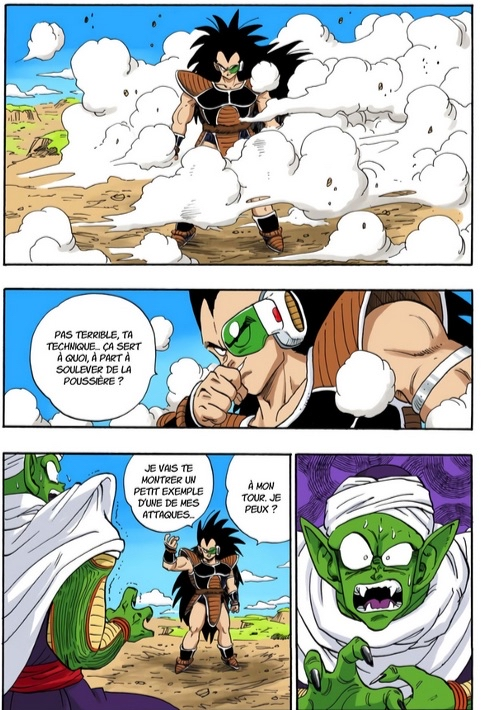 PAS TERRIBLE, TA
TECHNIQUE... ÇA SERT
À QUOI, À PART À
SOULEVER DE LA
POUSSIÈRE ?
JE VAIS TE
MONTRER UN
PETIT EXEMPLE
D'UNE DE MES
ATTAQUES...
À MON
TOUR. JE
PEUX ?